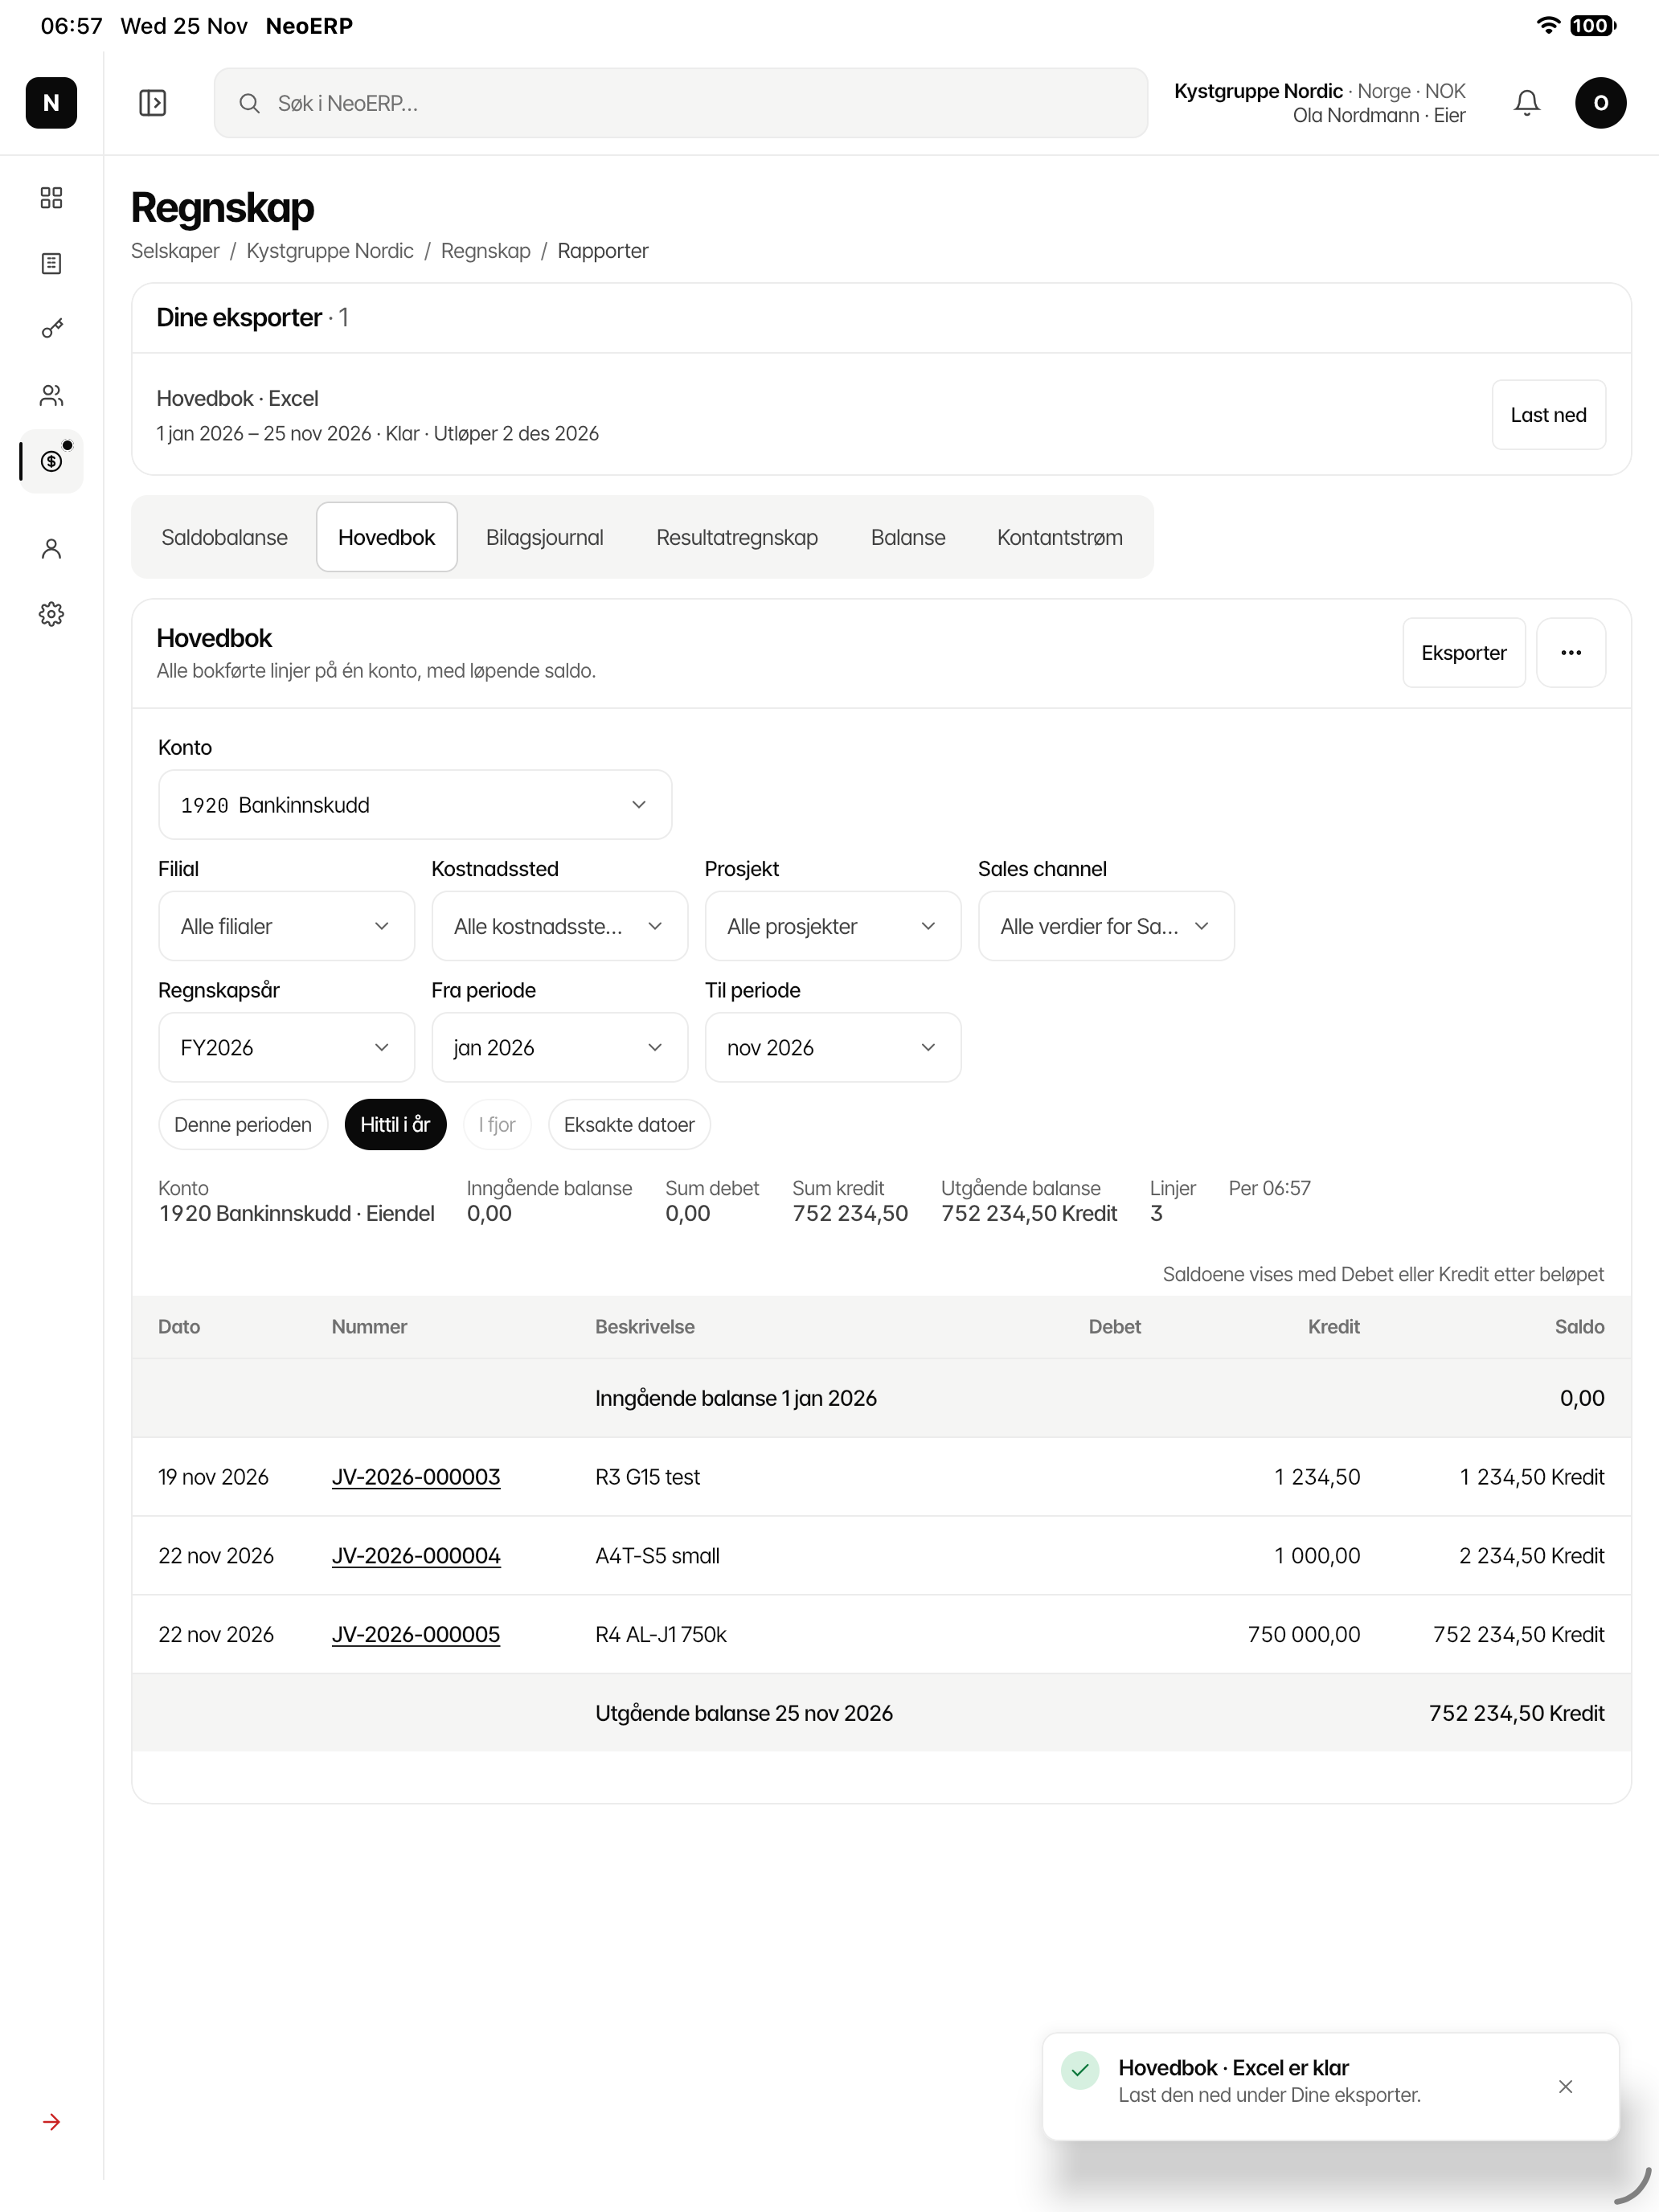 06:57 Wed 25 Nov NeoERP
100
N
Søk i NeoERP...
Kystgruppe Nordic · Norge · NOK
Ola Nordmann · Eier
O
Regnskap
Selskaper / Kystgruppe Nordic / Regnskap / Rapporter
Dine eksporter · 1
Hovedbok · Excel
1 jan 2026 – 25 nov 2026 · Klar · Utløper 2 des 2026
Last ned
Saldobalanse Hovedbok Bilagsjournal Resultatregnskap Balanse Kontantstrøm
Hovedbok
Alle bokførte linjer på én konto, med løpende saldo.
Eksporter
Konto
1920 Bankinnskudd
Filial Kostnadssted Prosjekt Sales channel
Alle filialer Alle kostnadsste... Alle prosjekter Alle verdier for Sa...
Regnskapsår Fra periode Til periode
FY2026 jan 2026 nov 2026
Denne perioden Hittil i år I fjor Eksakte datoer
Konto Inngående balanse Sum debet Sum kredit Utgående balanse Linjer Per 06:57
1920 Bankinnskudd · Eiendel 0,00 0,00 752 234,50 752 234,50 Kredit 3
Saldoene vises med Debet eller Kredit etter beløpet
Dato Nummer Beskrivelse Debet Kredit Saldo
Inngående balanse 1 jan 2026 0,00
19 nov 2026 JV-2026-000003 R3 G15 test 1 234,50 1 234,50 Kredit
22 nov 2026 JV-2026-000004 A4T-S5 small 1 000,00 2 234,50 Kredit
22 nov 2026 JV-2026-000005 R4 AL-J1 750k 750 000,00 752 234,50 Kredit
Utgående balanse 25 nov 2026 752 234,50 Kredit
Hovedbok · Excel er klar
Last den ned under Dine eksporter.